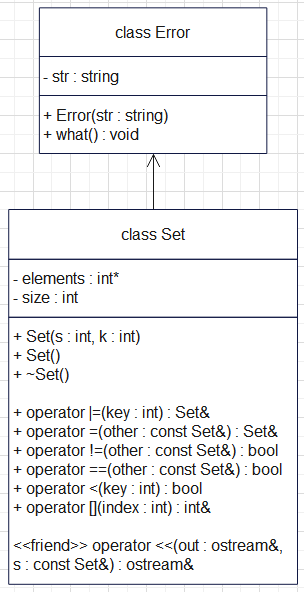 class Error
- str : string
+ Error(str : string)
+ what() : void
class Set
- elements : int*
- size : int
+ Set(s : int, k : int)
+ Set()
+ ~Set()
+ operator |=(key : int) : Set&
+ operator =(other : const Set&) : Set&
+ operator !=(other : const Set&) : bool
+ operator ==(other : const Set&) : bool
+ operator <(key : int) : bool
+ operator [](index : int) : int&
<<friend>> operator <<(out : ostream&,
s : const Set&) : ostream&